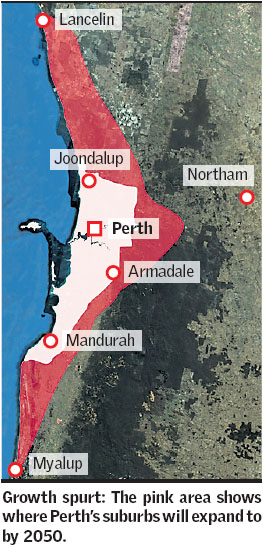 Lancelin
Joondalup
Northam
Perth
Armadale
Mandurah
Myalup
Growth spurt: The pink area shows
where Perth's suburbs will expand to
by 2050.